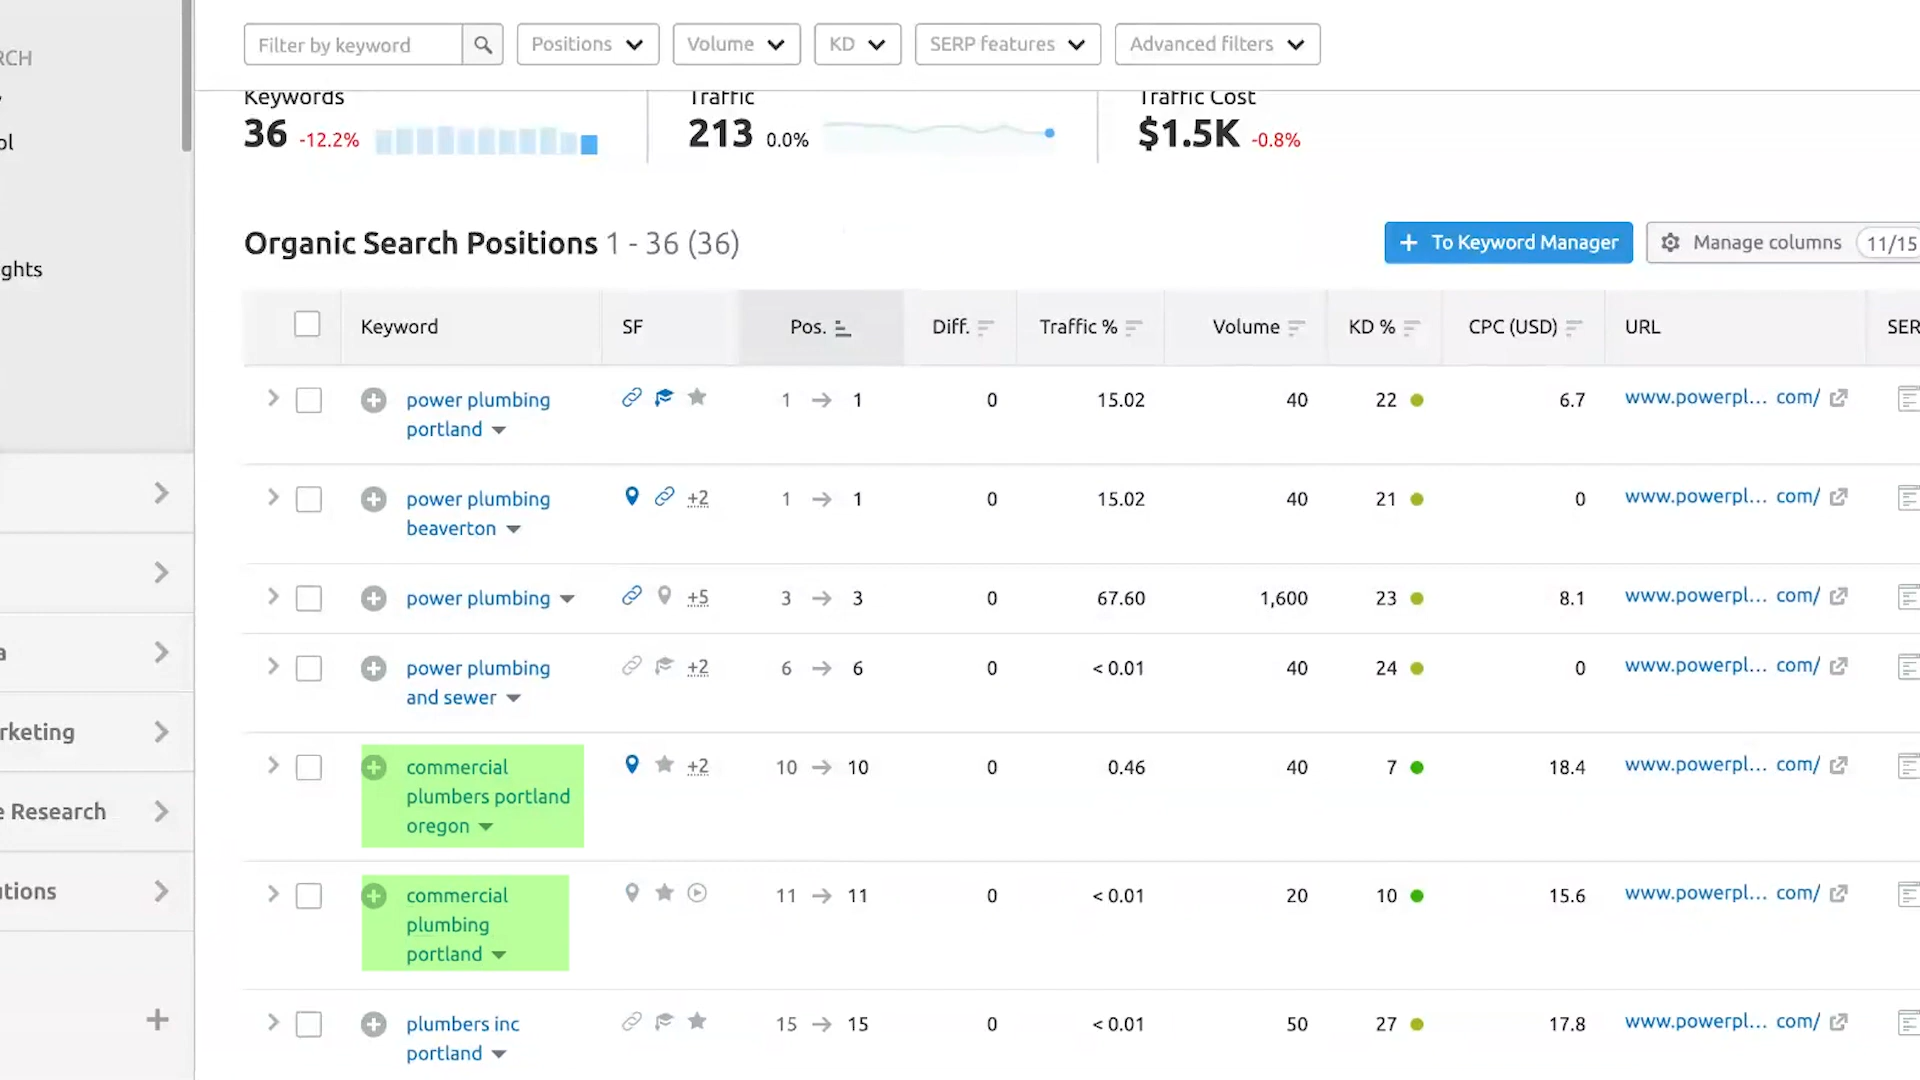 RCH
ol
ghts
a
rketing
e Research
utions
Filter by keyword
Positions
Volume
KD
SERP features
Advanced filters
Keywords
36 -12.2%
Traffic
213 0.0%
Traffic Cost
$1.5K -0.8%
Organic Search Positions 1 - 36 (36)
+ To Keyword Manager
Manage columns 11/15
Keyword SF Pos. Diff. Traffic % Volume KD % CPC (USD) URL SER
power plumbing portland 1 → 1 0 15.02 40 22 6.7 www.powerpl... com/
power plumbing beaverton +2 1 → 1 0 15.02 40 21 0 www.powerpl... com/
power plumbing +5 3 → 3 0 67.60 1,600 23 8.1 www.powerpl... com/
power plumbing and sewer +2 6 → 6 0 < 0.01 40 24 0 www.powerpl... com/
commercial plumbers portland oregon +2 10 → 10 0 0.46 40 7 18.4 www.powerpl... com/
commercial plumbing portland 11 → 11 0 < 0.01 20 10 15.6 www.powerpl... com/
plumbers inc portland 15 → 15 0 < 0.01 50 27 17.8 www.powerpl... com/